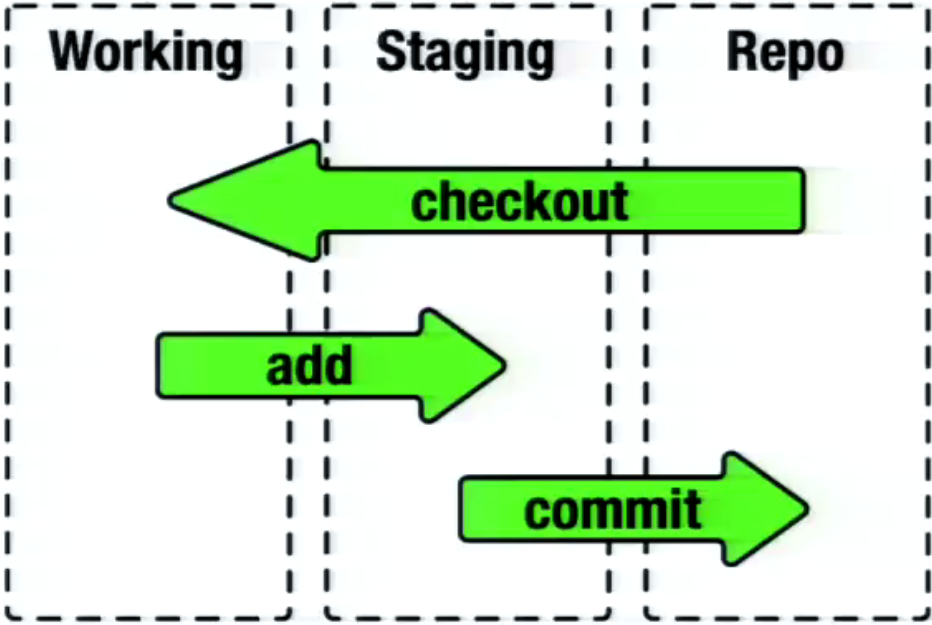 Working
Staging
Repo
checkout
add
commit